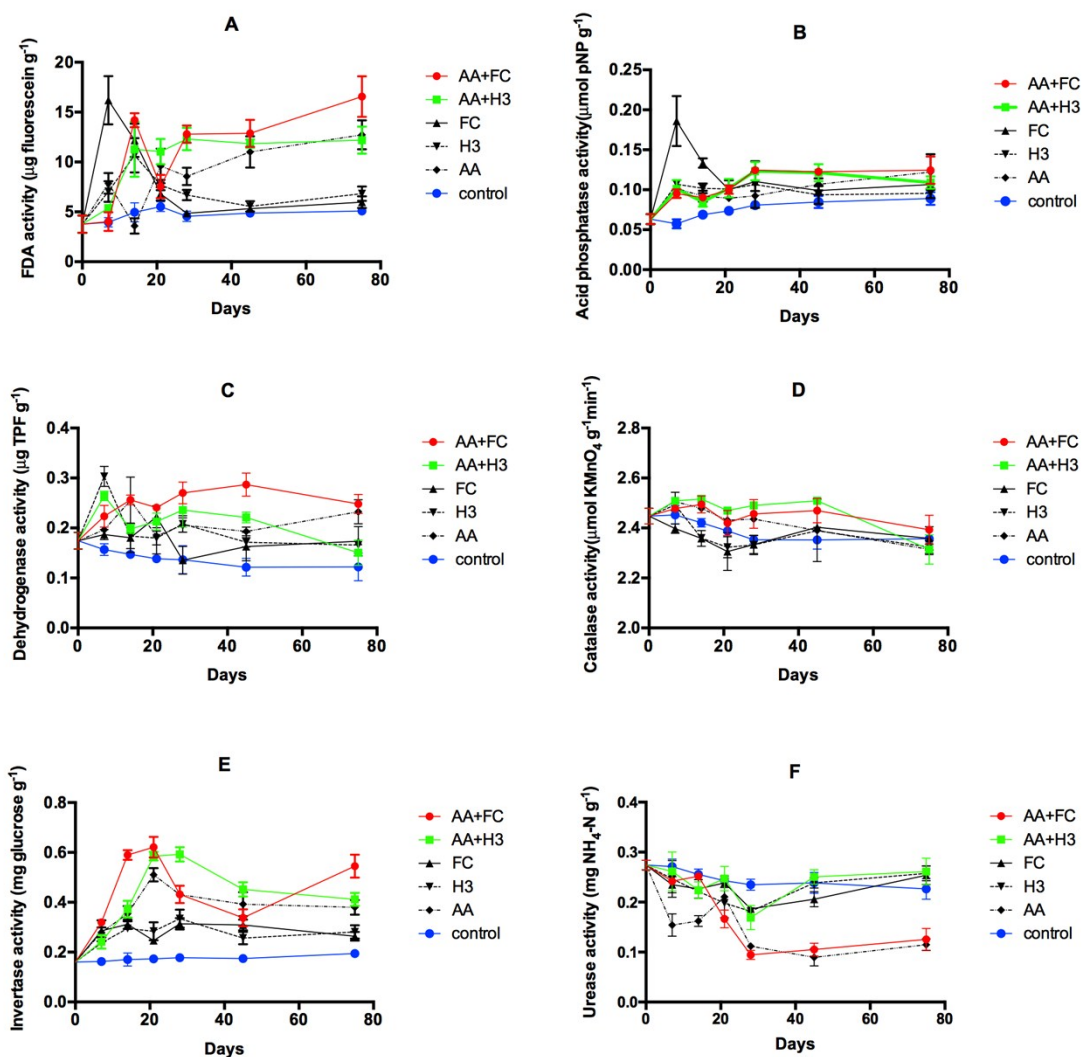 A
FDA activity (μg fluorescein g-1)
20
15
10
5
0
0 20 40 60 80
Days
AA+FC
AA+H3
FC
H3
AA
control
B
Acid phosphatase activity(μmol pNP g-1)
0.25
0.20
0.15
0.10
0.05
0.00
0 20 40 60 80
Days
AA+FC
AA+H3
FC
H3
AA
control
C
Dehydrogenase activity (μg TPF g-1)
0.4
0.3
0.2
0.1
0.0
0 20 40 60 80
Days
AA+FC
AA+H3
FC
H3
AA
control
D
Catalase activity(μmol KMnO4 g-1min-1)
2.8
2.6
2.4
2.2
2.0
0 20 40 60 80
Days
AA+FC
AA+H3
FC
H3
AA
control
E
Invertase activity (mg glucrose g-1)
0.8
0.6
0.4
0.2
0.0
0 20 40 60 80
Days
AA+FC
AA+H3
FC
H3
AA
control
F
Urease activity (mg NH4-N g-1)
0.4
0.3
0.2
0.1
0.0
0 20 40 60 80
Days
AA+FC
AA+H3
FC
H3
AA
control